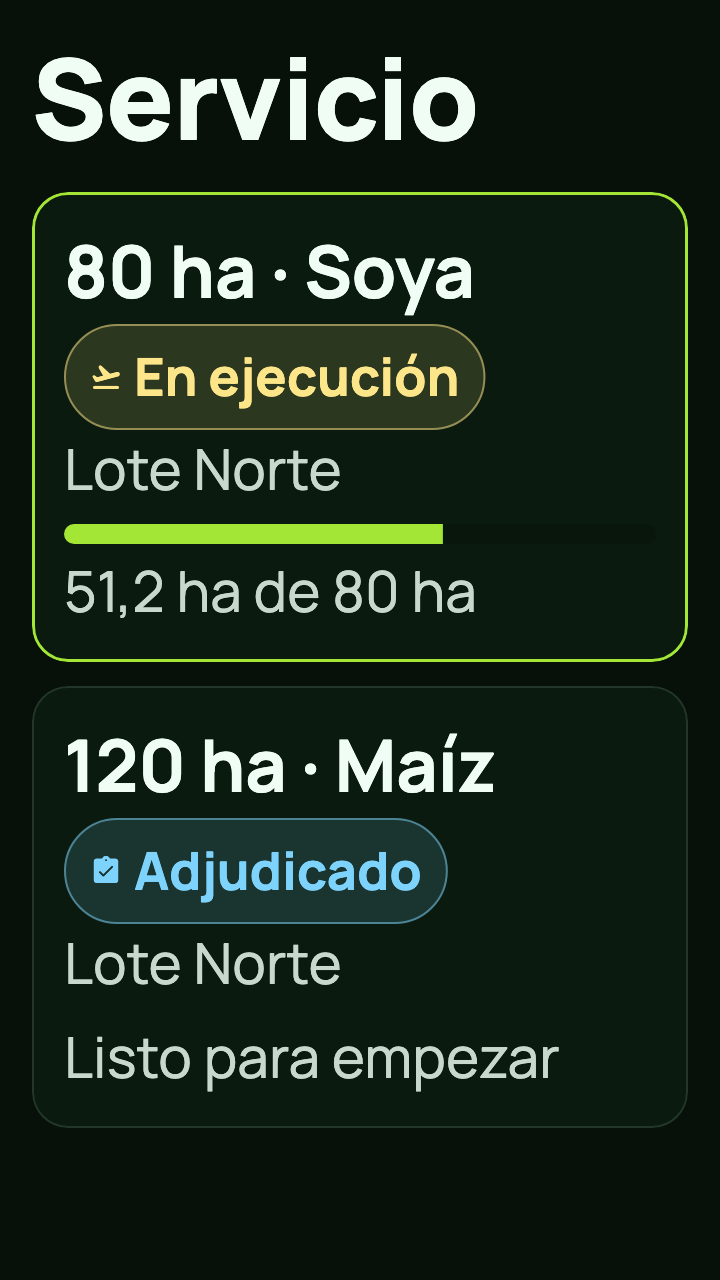 Servicio
80 ha · Soya
En ejecución
Lote Norte
51,2 ha de 80 ha
120 ha · Maíz
Adjudicado
Lote Norte
Listo para empezar